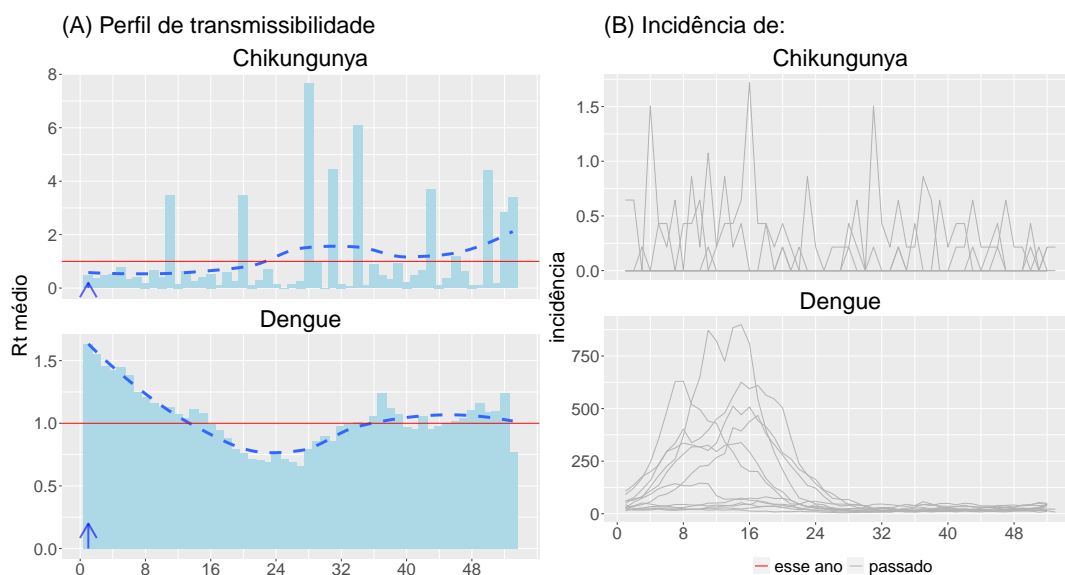 (A) Perfil de transmissibilidade
Chikungunya
8
6
4
2
0
Dengue
1.5
1.0
0.5
0.0
0 8 16 24 32 40 48
Rt médio
(B) Incidência de:
Chikungunya
1.5
1.0
0.5
0.0
Dengue
750
500
250
0
0 8 16 24 32 40 48
incidência
esse ano passado